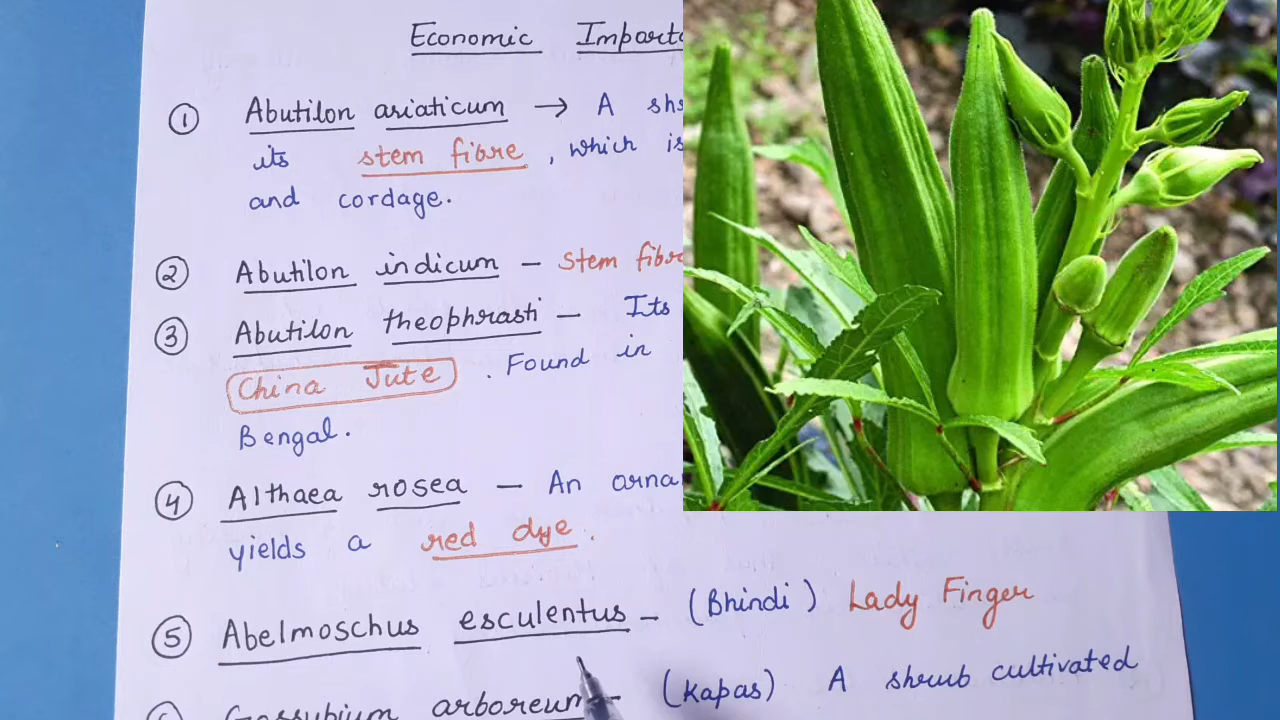 Economic
① Abutilon asiaticum → A
its stem fibre, which is
and cordage.
② Abutilon indicum - Stem
③ Abutilon theophrasti - Its
China Jute. Found in
Bengal.
④ Althaea rosea - An
yields a red dye.
⑤ Abelmoschus esculentus - (Bhindi) Lady Finger
arboreum - (Kapas) A shrub cultivated